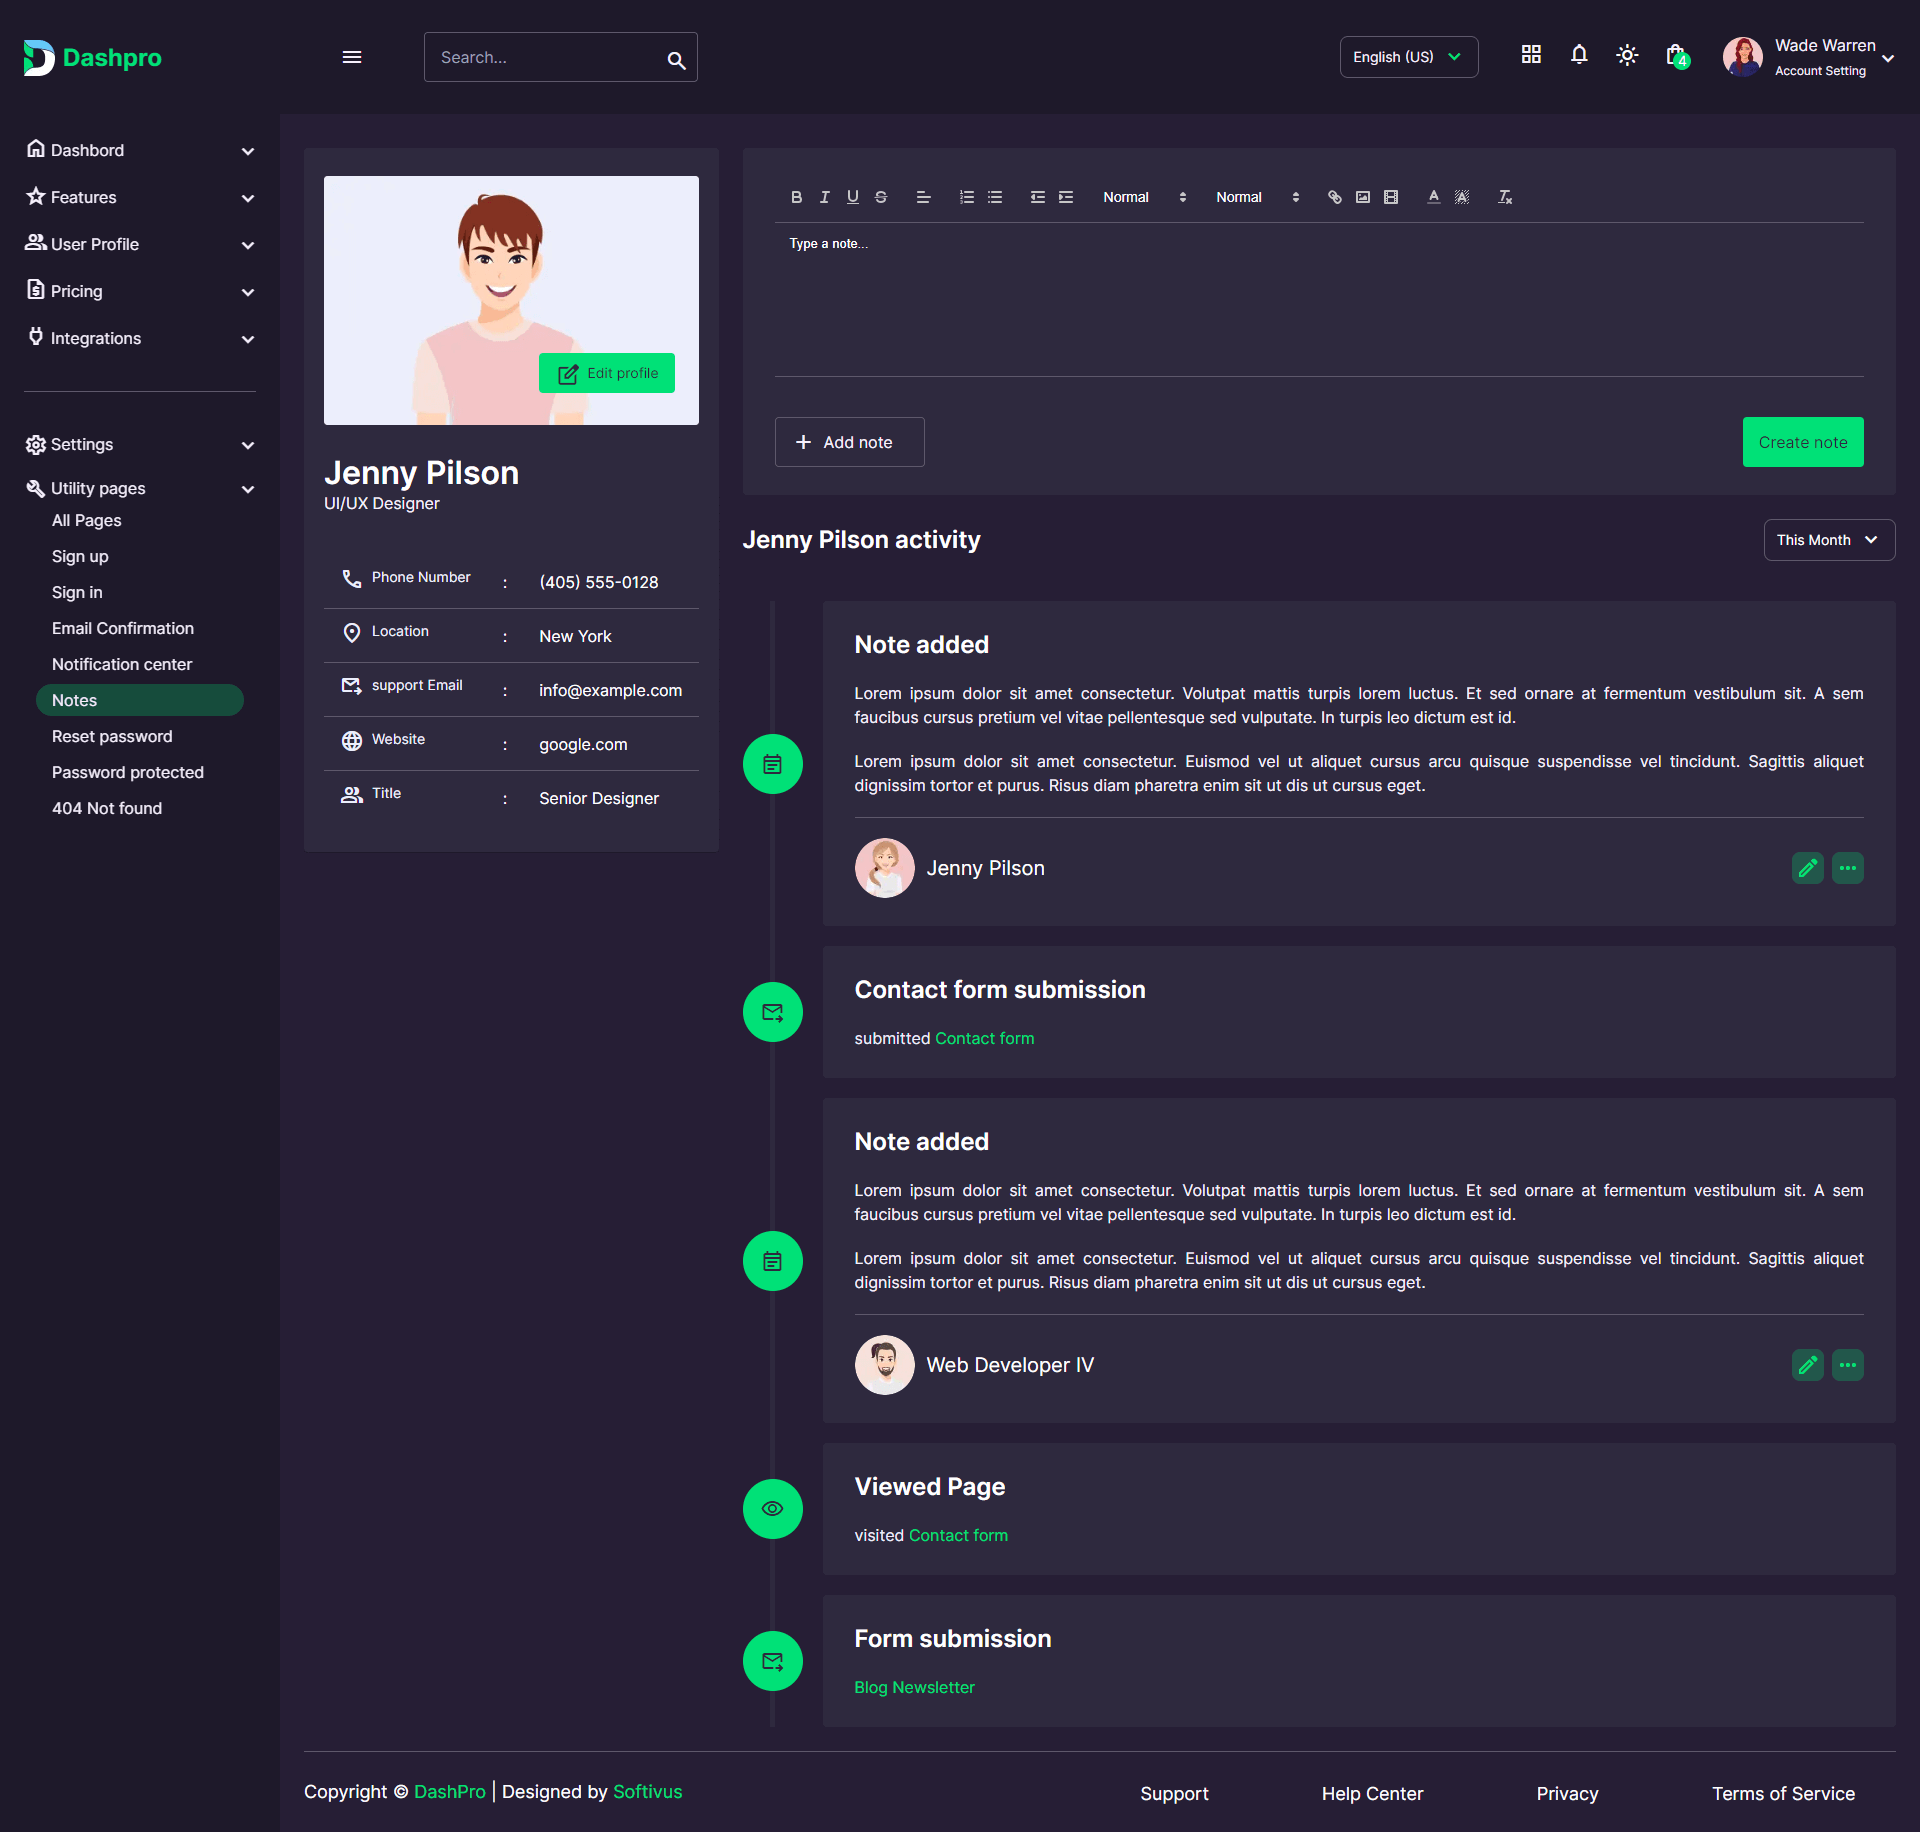 Dashpro
Search...
English (US)
4
Wade Warren
Account Setting
Dashbord
Features
User Profile
Pricing
Integrations
Settings
Utility pages
All Pages
Sign up
Sign in
Email Confirmation
Notification center
Notes
Reset password
Password protected
404 Not found
Edit profile
Jenny Pilson
UI/UX Designer
Phone Number : (405) 555-0128
Location : New York
support Email : info@example.com
Website : google.com
Title : Senior Designer
Normal Normal
Type a note...
Add note
Create note
Jenny Pilson activity
This Month
Note added
Lorem ipsum dolor sit amet consectetur. Volutpat mattis turpis lorem luctus. Et sed ornare at fermentum vestibulum sit. A sem
faucibus cursus pretium vel vitae pellentesque sed vulputate. In turpis leo dictum est id.
Lorem ipsum dolor sit amet consectetur. Euismod vel ut aliquet cursus arcu quisque suspendisse vel tincidunt. Sagittis aliquet
dignissim tortor et purus. Risus diam pharetra enim sit ut dis ut cursus eget.
Jenny Pilson
Contact form submission
submitted Contact form
Note added
Lorem ipsum dolor sit amet consectetur. Volutpat mattis turpis lorem luctus. Et sed ornare at fermentum vestibulum sit. A sem
faucibus cursus pretium vel vitae pellentesque sed vulputate. In turpis leo dictum est id.
Lorem ipsum dolor sit amet consectetur. Euismod vel ut aliquet cursus arcu quisque suspendisse vel tincidunt. Sagittis aliquet
dignissim tortor et purus. Risus diam pharetra enim sit ut dis ut cursus eget.
Web Developer IV
Viewed Page
visited Contact form
Form submission
Blog Newsletter
Copyright © DashPro | Designed by Softivus
Support
Help Center
Privacy
Terms of Service